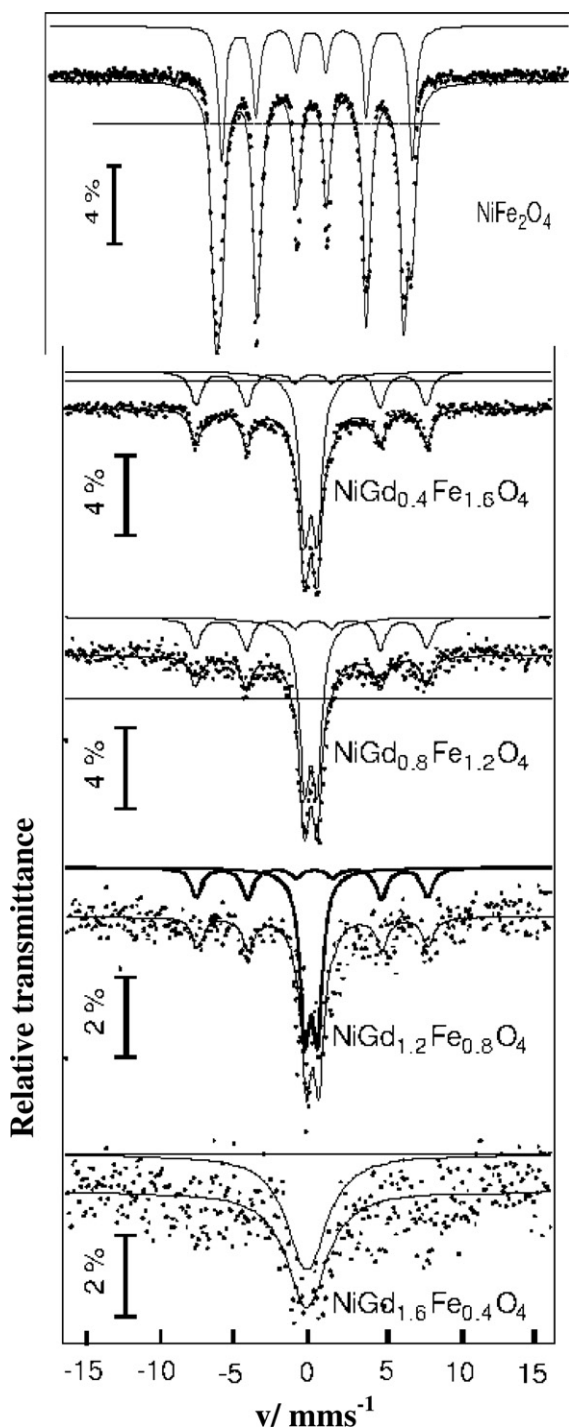 4 %
NiFe₂O₄
4 %
NiGd₀.₄Fe₁.₆O₄
4 %
NiGd₀.₈Fe₁.₂O₄
Relative transmittance
2 %
NiGd₁.₂Fe₀.₈O₄
2 %
NiGd₁.₆Fe₀.₄O₄
-15 -10 -5 0 5 10 15
v/ mms⁻¹